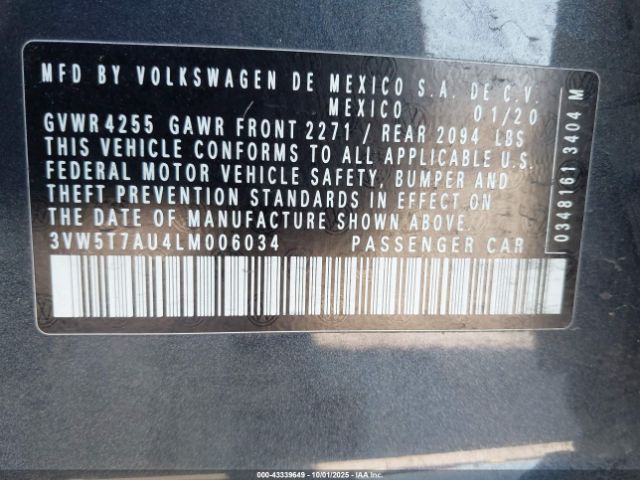 MFD BY VOLKSWAGEN DE MEXICO S.A. DE C.V.
MEXICO 01/20
GVWR 4255 GAWR FRONT 2271 / REAR 2094 LBS
THIS VEHICLE CONFORMS TO ALL APPLICABLE U.S.
FEDERAL MOTOR VEHICLE SAFETY, BUMPER AND
THEFT PREVENTION STANDARDS IN EFFECT ON
THE DATE OF MANUFACTURE SHOWN ABOVE.
3VW5T7AU4LM006034 PASSENGER CAR
0348161 3404 M
000-43339649 | 10/01/2025 | IAAI.COM